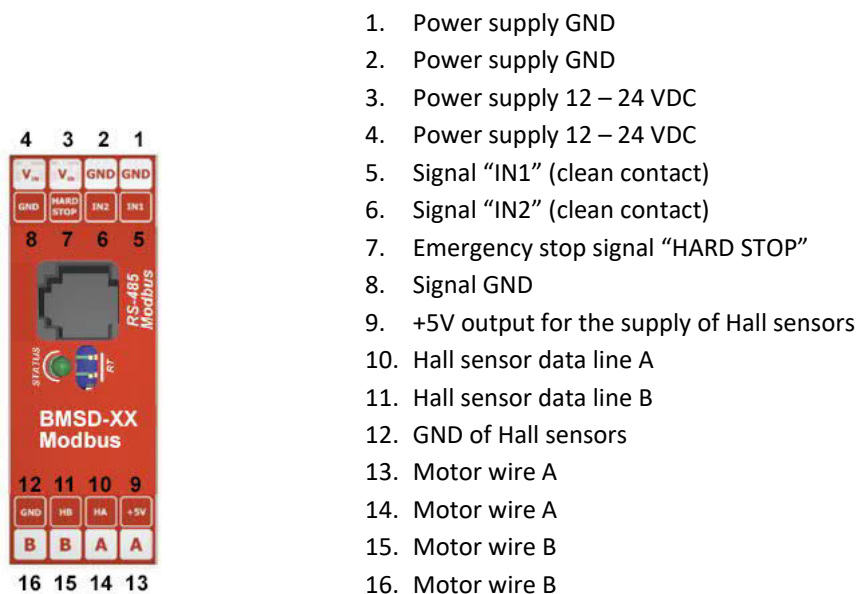 1. Power supply GND
2. Power supply GND
3. Power supply 12 – 24 VDC
4. Power supply 12 – 24 VDC
5. Signal “IN1” (clean contact)
6. Signal “IN2” (clean contact)
7. Emergency stop signal “HARD STOP”
8. Signal GND
9. +5V output for the supply of Hall sensors
10. Hall sensor data line A
11. Hall sensor data line B
12. GND of Hall sensors
13. Motor wire A
14. Motor wire A
15. Motor wire B
16. Motor wire B
4 3 2 1
VIN VIN GND GND
GND HARD STOP IN2 IN1
8 7 6 5
RS-485
Modbus
STATUS
RT
BMSD-XX
Modbus
12 11 10 9
GND HB HA +5V
B B A A
16 15 14 13